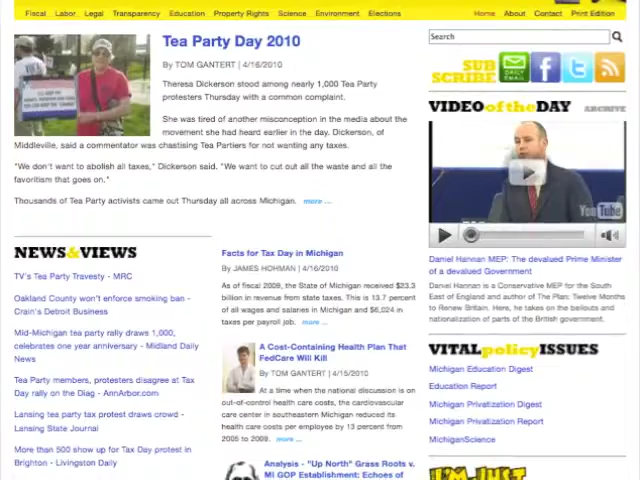 Fiscal Labor Legal Transparency Education Property Rights Science Environment Elections
Home About Contact Print Edition
Tea Party Day 2010
By TOM GANTERT | 4/16/2010
Theresa Dickerson stood among nearly 1,000 Tea Party
protesters Thursday with a common complaint.
She was tired of another misconception in the media about the
movement she had heard earlier in the day. Dickerson, of
Middleville, said a commentator was chastising Tea Partiers for not wanting any taxes.
"We don't want to abolish all taxes," Dickerson said. "We want to cut out all the waste and all the
favoritism that goes on."
Thousands of Tea Party activists came out Thursday all across Michigan. more ...
NEWS&VIEWS
TV's Tea Party Travesty - MRC
Oakland County won't enforce smoking ban -
Crain's Detroit Business
Mid-Michigan tea party rally draws 1,000,
celebrates one year anniversary - Midland Daily
News
Tea Party members, protesters disagree at Tax
Day rally on the Diag - AnnArbor.com
Lansing tea party tax protest draws crowd -
Lansing State Journal
More than 500 show up for Tax Day protest in
Brighton - Livingston Daily
Facts for Tax Day in Michigan
By JAMES HOHMAN | 4/16/2010
As of fiscal 2008, the State of Michigan received $23.3
billion in revenue from state taxes. This is 13.7 percent
of all wages and salaries in Michigan and $6,024 in
taxes per payroll job. more ...
A Cost-Containing Health Plan That
FedCare Will Kill
By TOM GANTERT | 4/15/2010
At a time when the national discussion is on
out-of-control health care costs, the cardiovascular
care center in southeastern Michigan reduced its
health care costs per employee by 13 percent from
2005 to 2009. more ...
Analysis - "Up North" Grass Roots v.
MI GOP Establishment: Echoes of
Search
SUB
SCRIBE
DAILY
EMAIL
VIDEO of the DAY ARCHIVE
YouTube
Daniel Hannan MEP: The devalued Prime Minister
of a devalued Government
Daniel Hannan is a Conservative MEP for the South
East of England and author of The Plan: Twelve Months
to Renew Britain. Here, he takes on the bailouts and
nationalization of parts of the British government.
VITAL policy ISSUES
Michigan Education Digest
Education Report
Michigan Privatization Digest
Michigan Privatization Report
MichiganScience
I'M JUST